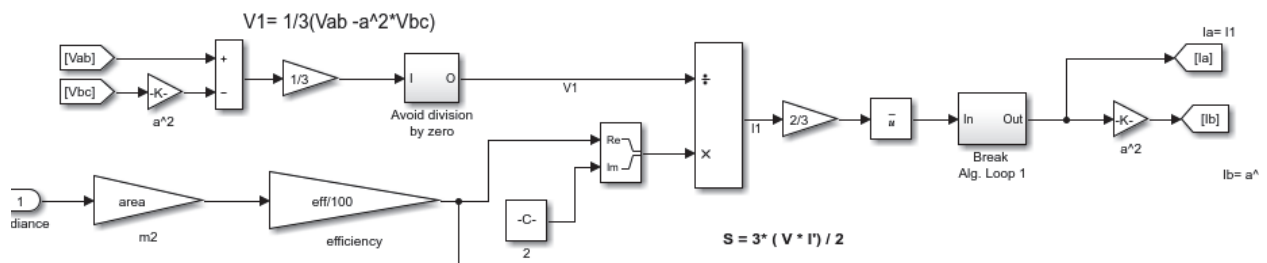 V1= 1/3(Vab -a^2*Vbc)
Ia= I1
[Vab]
+
[Ia]
1/3
I
O
÷
[Vbc]
-K-
−
V1
a^2
Avoid division
by zero
I1
2/3
u
In
Out
-K-
[Ib]
Re
Im
×
a^2
Break
Alg. Loop 1
Ib= a^
1
area
eff/100
diance
-C-
m2
efficiency
2
S = 3* ( V * I') / 2